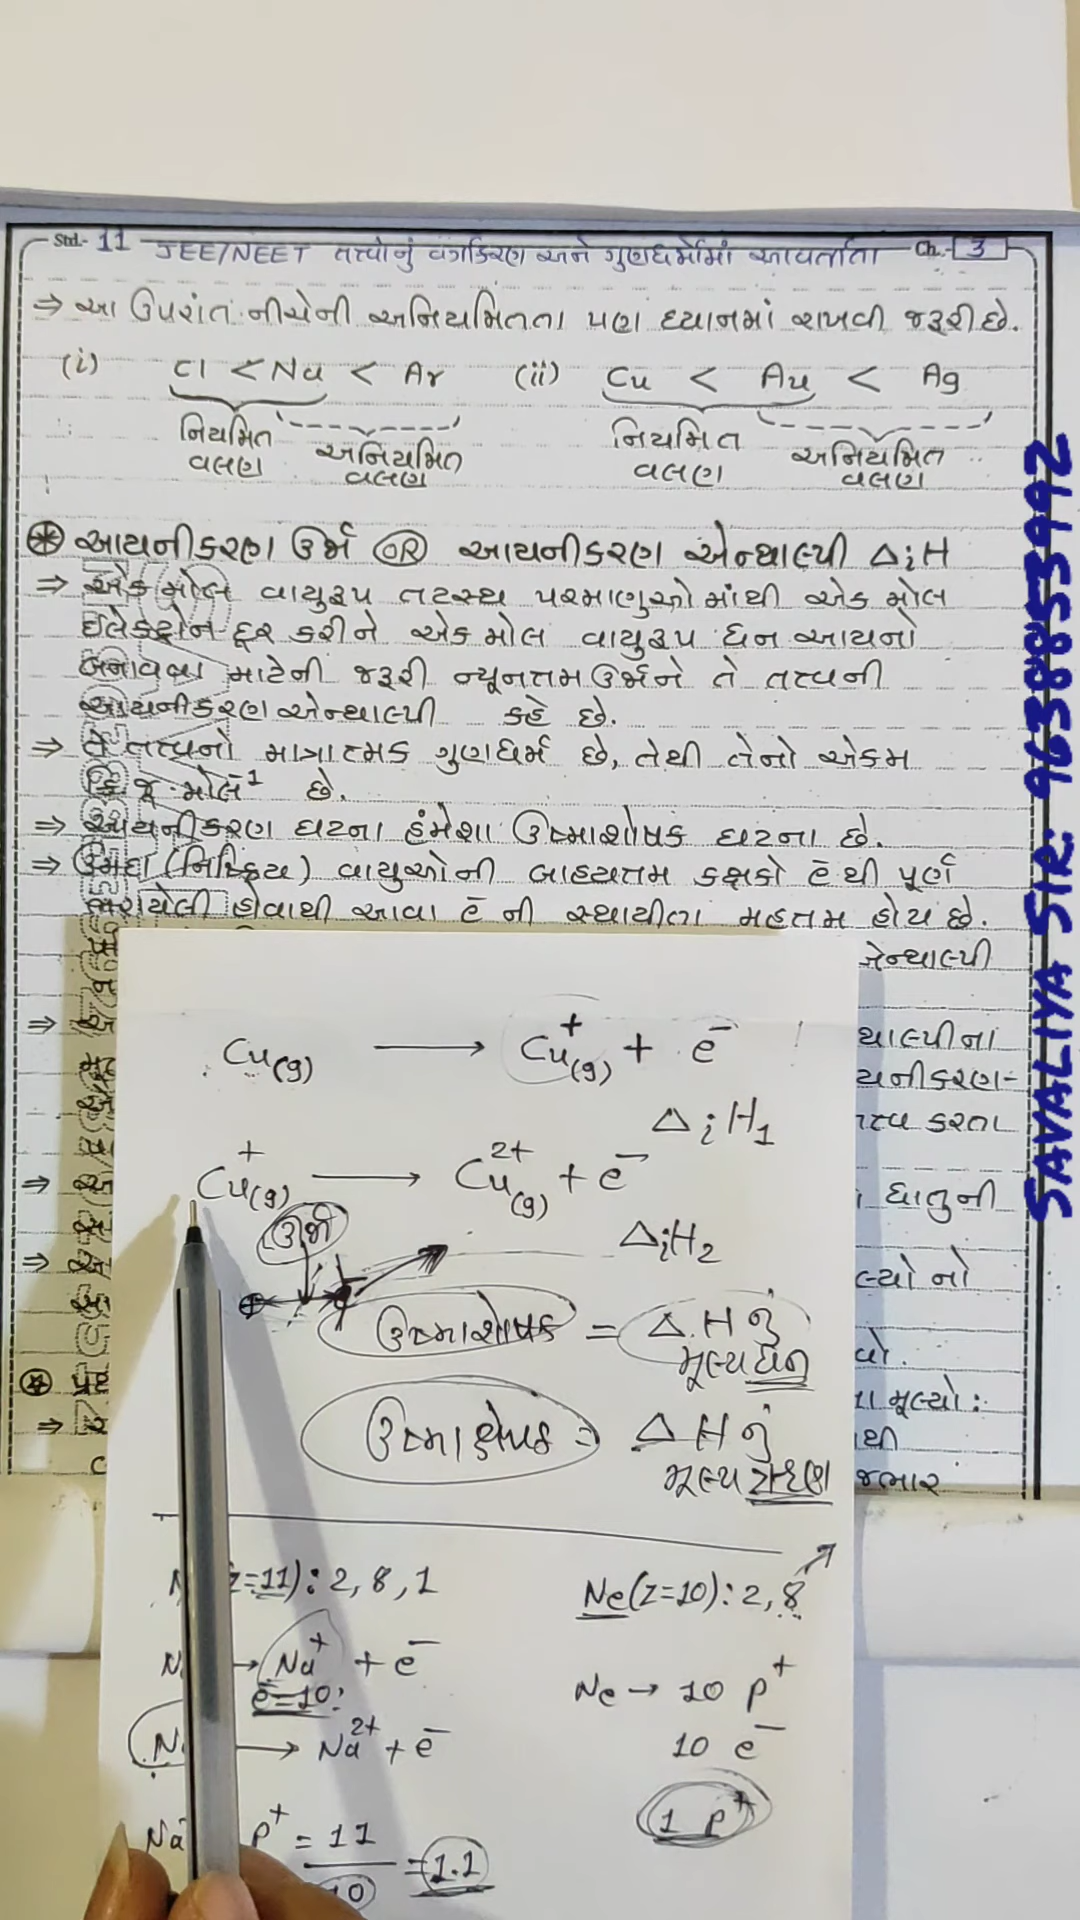 Std.- 11 JEE/NEET તત્ત્વોનું વર્ગીકરણ અને ગુણધર્મોમાં આવર્તીતા Ch.- 3
⇒ આ ઉપરાંત નીચેની અનિયમિતતા પણ ધ્યાનમાં રાખવી જરૂરી છે.
(i) Cl < Na < Ar (ii) Cu < Au < Ag
નિયમિત વલણ અનિયમિત વલણ નિયમિત વલણ અનિયમિત વલણ
આયનીકરણ ઉર્જા OR આયનીકરણ એન્થાલ્પી ΔiH
⇒ એક મોલ વાયુરૂપ તટસ્થ પરમાણુઓમાંથી એક મોલ
ઇલેક્ટ્રોન દૂર કરીને એક મોલ વાયુરૂપ ધન આયનો
બનાવવા માટેની જરૂરી ન્યૂનત્તમ ઉર્જાને તે તત્ત્વની
આયનીકરણ એન્થાલ્પી કહે છે.
⇒ તે તત્ત્વનો માત્રાત્મક ગુણધર્મ છે, તેથી તેનો એકમ
કિ જૂ મોલ⁻¹ છે.
⇒ આયનીકરણ ઘટના હંમેશા ઉષ્માશોષક ઘટના છે.
⇒ ઉમદા (નિષ્ક્રિય) વાયુઓની બાહ્યતમ કક્ષકો e̅ થી પૂર્ણ
ભરાયેલી હોવાથી આવા e̅ ની સ્થાયીતા મહત્તમ હોય છે.
એન્થાલ્પી
થાલ્પીના
યનીકરણ-
ત્ત્વ કરતા
ધાતુની
લ્યો નો
વો.
ના મૂલ્યો :
થી
જભાર
SAVALIYA SIR: 9638853992
Cu(g) ⟶ Cu⁺(g) + e⁻
ΔiH₁
Cu⁺(g) ⟶ Cu²⁺(g) + e⁻
ઉર્જા ΔiH₂
ઉષ્માશોષક = ΔH નું
મૂલ્ય ધન
ઉષ્માક્ષેપક = ΔH નું
મૂલ્ય ઋણ
N z=11) : 2, 8, 1 Ne(z=10) : 2, 8
N → Na⁺ + e⁻
e̅=10
Ne → 10 p⁺
N ⟶ Na²⁺ + e⁻ 10 e⁻
1 p⁺
Na p⁺ = 11
10 = 1.1